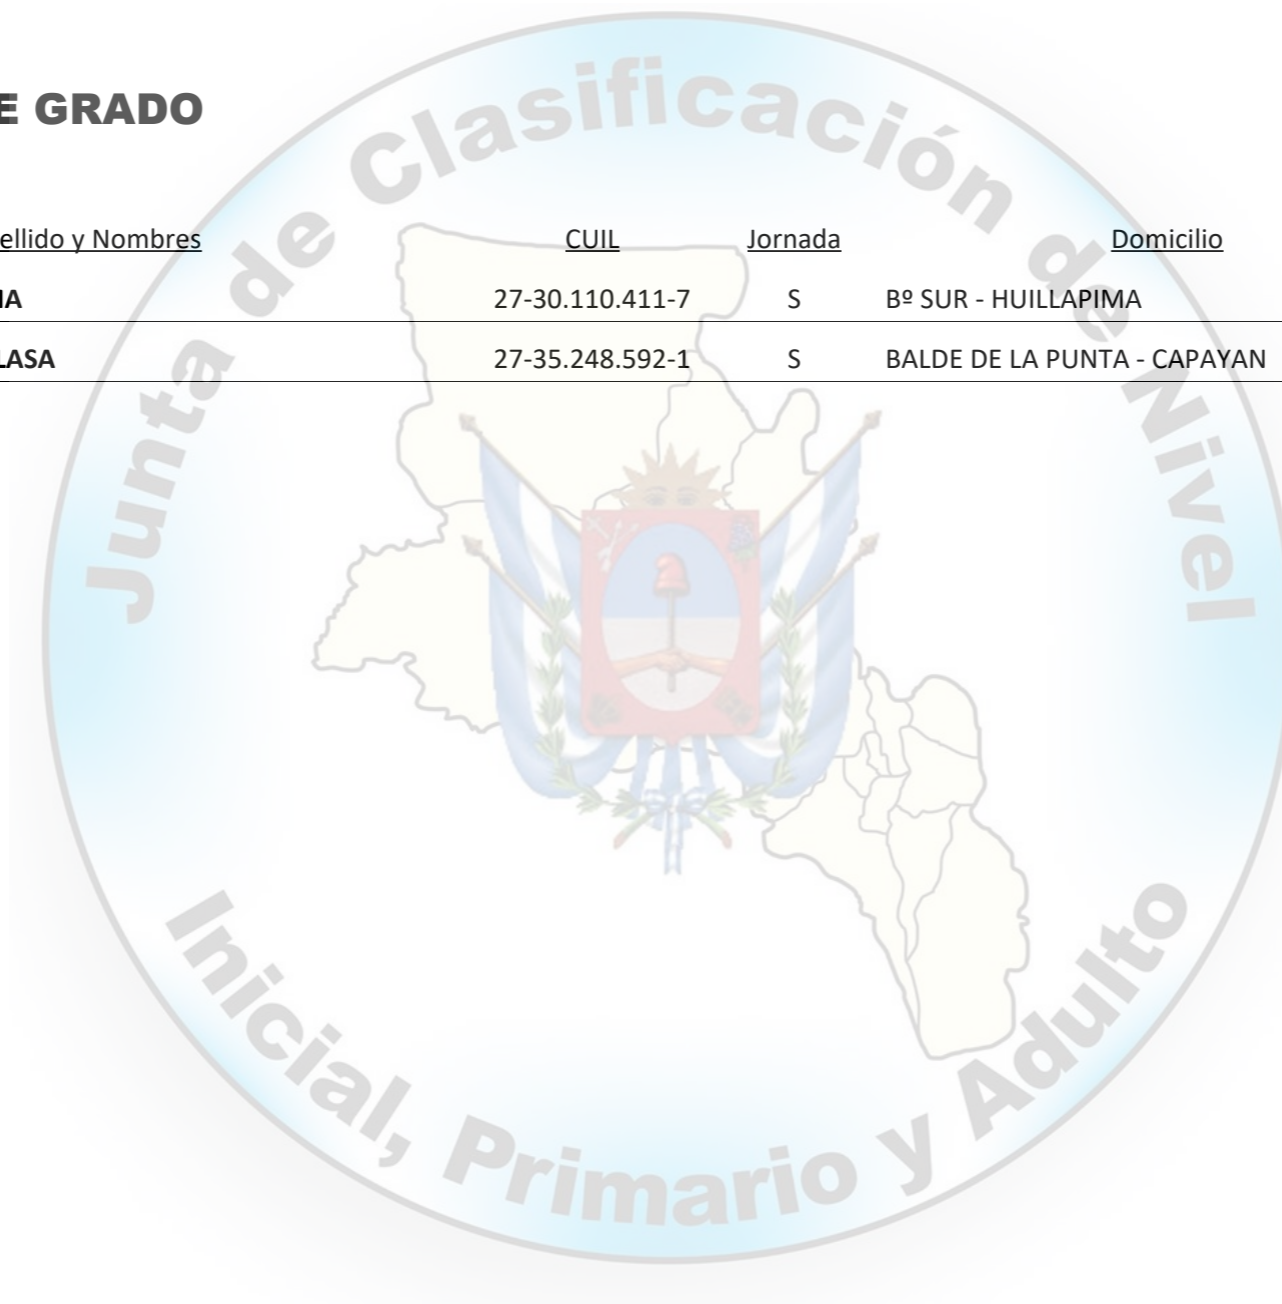 E GRADO
ellido y Nombres CUIL Jornada Domicilio
IA 27-30.110.411-7 S Bº SUR - HUILLAPIMA
LASA 27-35.248.592-1 S BALDE DE LA PUNTA - CAPAYAN
Junta de Clasificación de Nivel
Inicial, Primario y Adulto